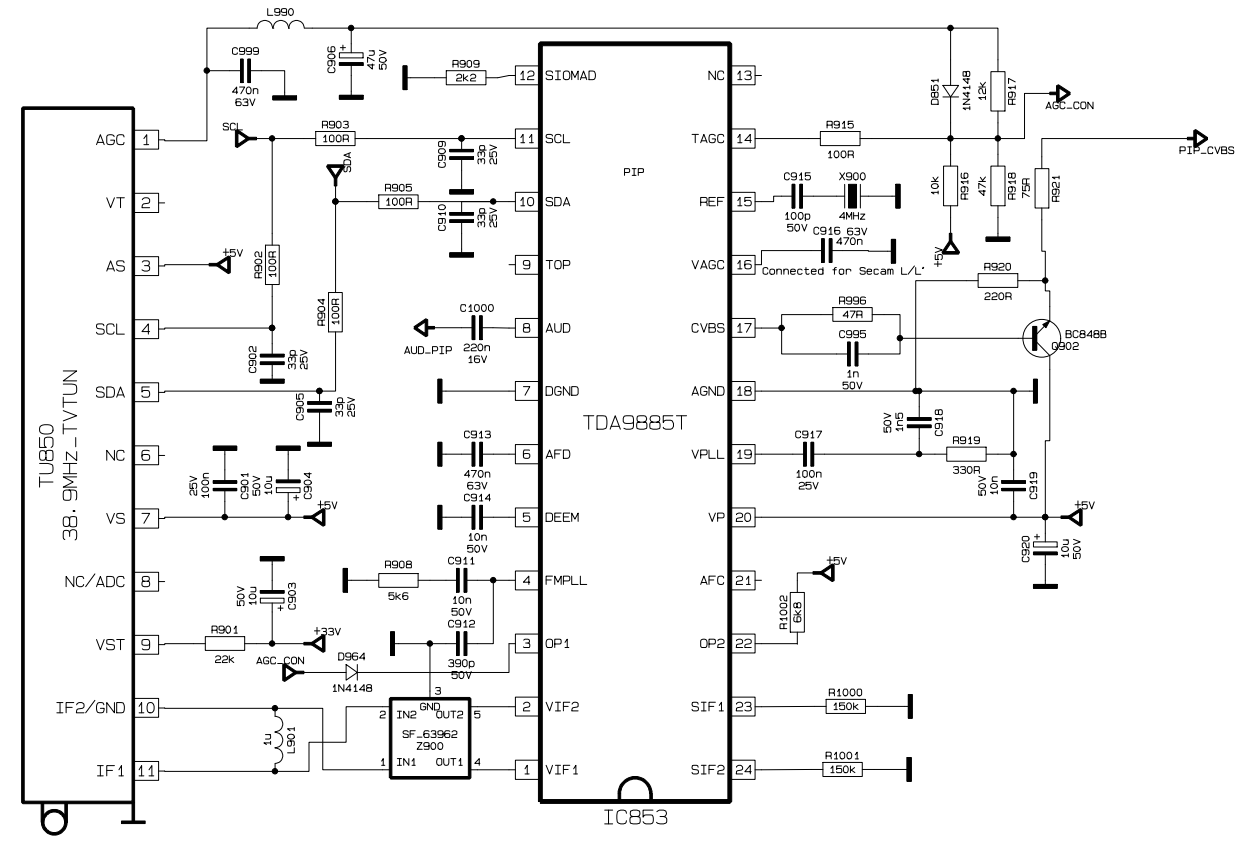 L990
C999
470n
63V
C906
47u
50V
+
R909
2k2
12
SIOMAD
NC
13
D851
1N4148
12k
R917
AGC_CON
AGC
1
SCL
R903
100R
11
SCL
C909
33p
25V
PIP
TAGC
14
R915
100R
PIP_CVBS
SDA
VT
2
R905
100R
10
SDA
C910
33p
25V
REF
15
C915
100p
50V
X900
4MHz
10k
R916
47k
R918
75R
R921
AS
3
+5V
R902
100R
9
TOP
VAGC
16
C916
63V
470n
Connected for Secam L/L'
+5V
R920
220R
R904
100R
SCL
4
C902
33p
25V
AUD_PIP
C1000
220n
16V
8
AUD
CVBS
17
R996
47R
C995
1n
50V
BC848B
Q902
SDA
5
C905
33p
25V
7
DGND
AGND
18
TDA9885T
50V
1n5
C918
TU850
38.9MHz_TVTUN
NC
6
C913
470n
63V
6
AFD
VPLL
19
C917
100n
25V
R919
330R
25V
100n
C901
50V
10u
C904
+
50V
10n
C919
VS
7
+5V
C914
10n
50V
5
DEEM
VP
20
+5V
C920
+
10u
50V
NC/ADC
8
50V
10u
C903
+
R908
5k6
C911
10n
50V
4
FMPLL
AFC
21
+5V
R1002
6k8
VST
9
R901
22k
+33V
C912
390p
50V
3
OP1
OP2
22
AGC_CON
D964
1N4148
3
IF2/GND
10
2
IN2
GND
OUT2
5
2
VIF2
SIF1
23
R1000
150k
1u
L901
SF_63962
Z900
IF1
11
1
IN1
OUT1
4
1
VIF1
SIF2
24
R1001
150k
IC853